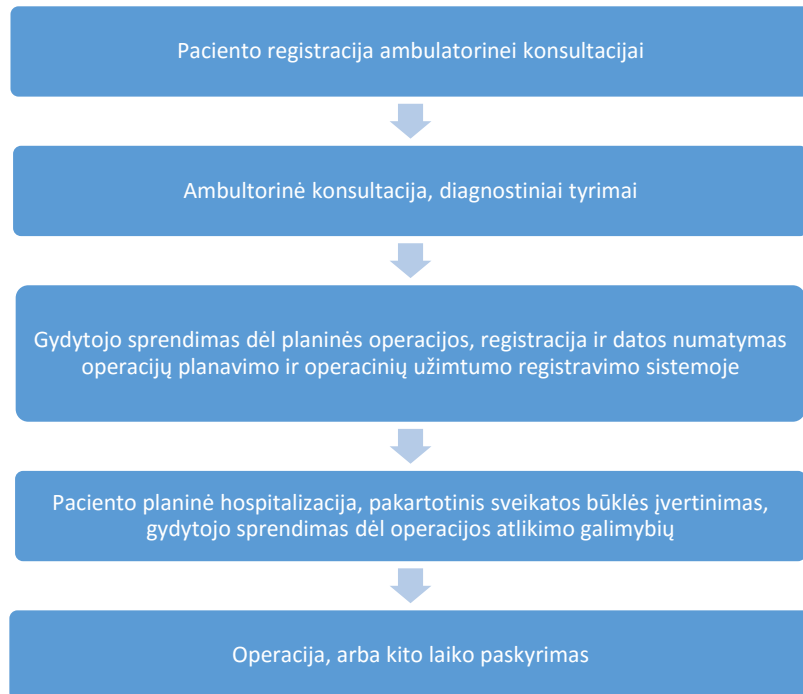 Paciento registracija ambulatorinei konsultacijai
Ambultorinė konsultacija, diagnostiniai tyrimai
Gydytojo sprendimas dėl planinės operacijos, registracija ir datos numatymas
operacijų planavimo ir operacinių užimtumo registravimo sistemoje
Paciento planinė hospitalizacija, pakartotinis sveikatos būklės įvertinimas,
gydytojo sprendimas dėl operacijos atlikimo galimybių
Operacija, arba kito laiko paskyrimas